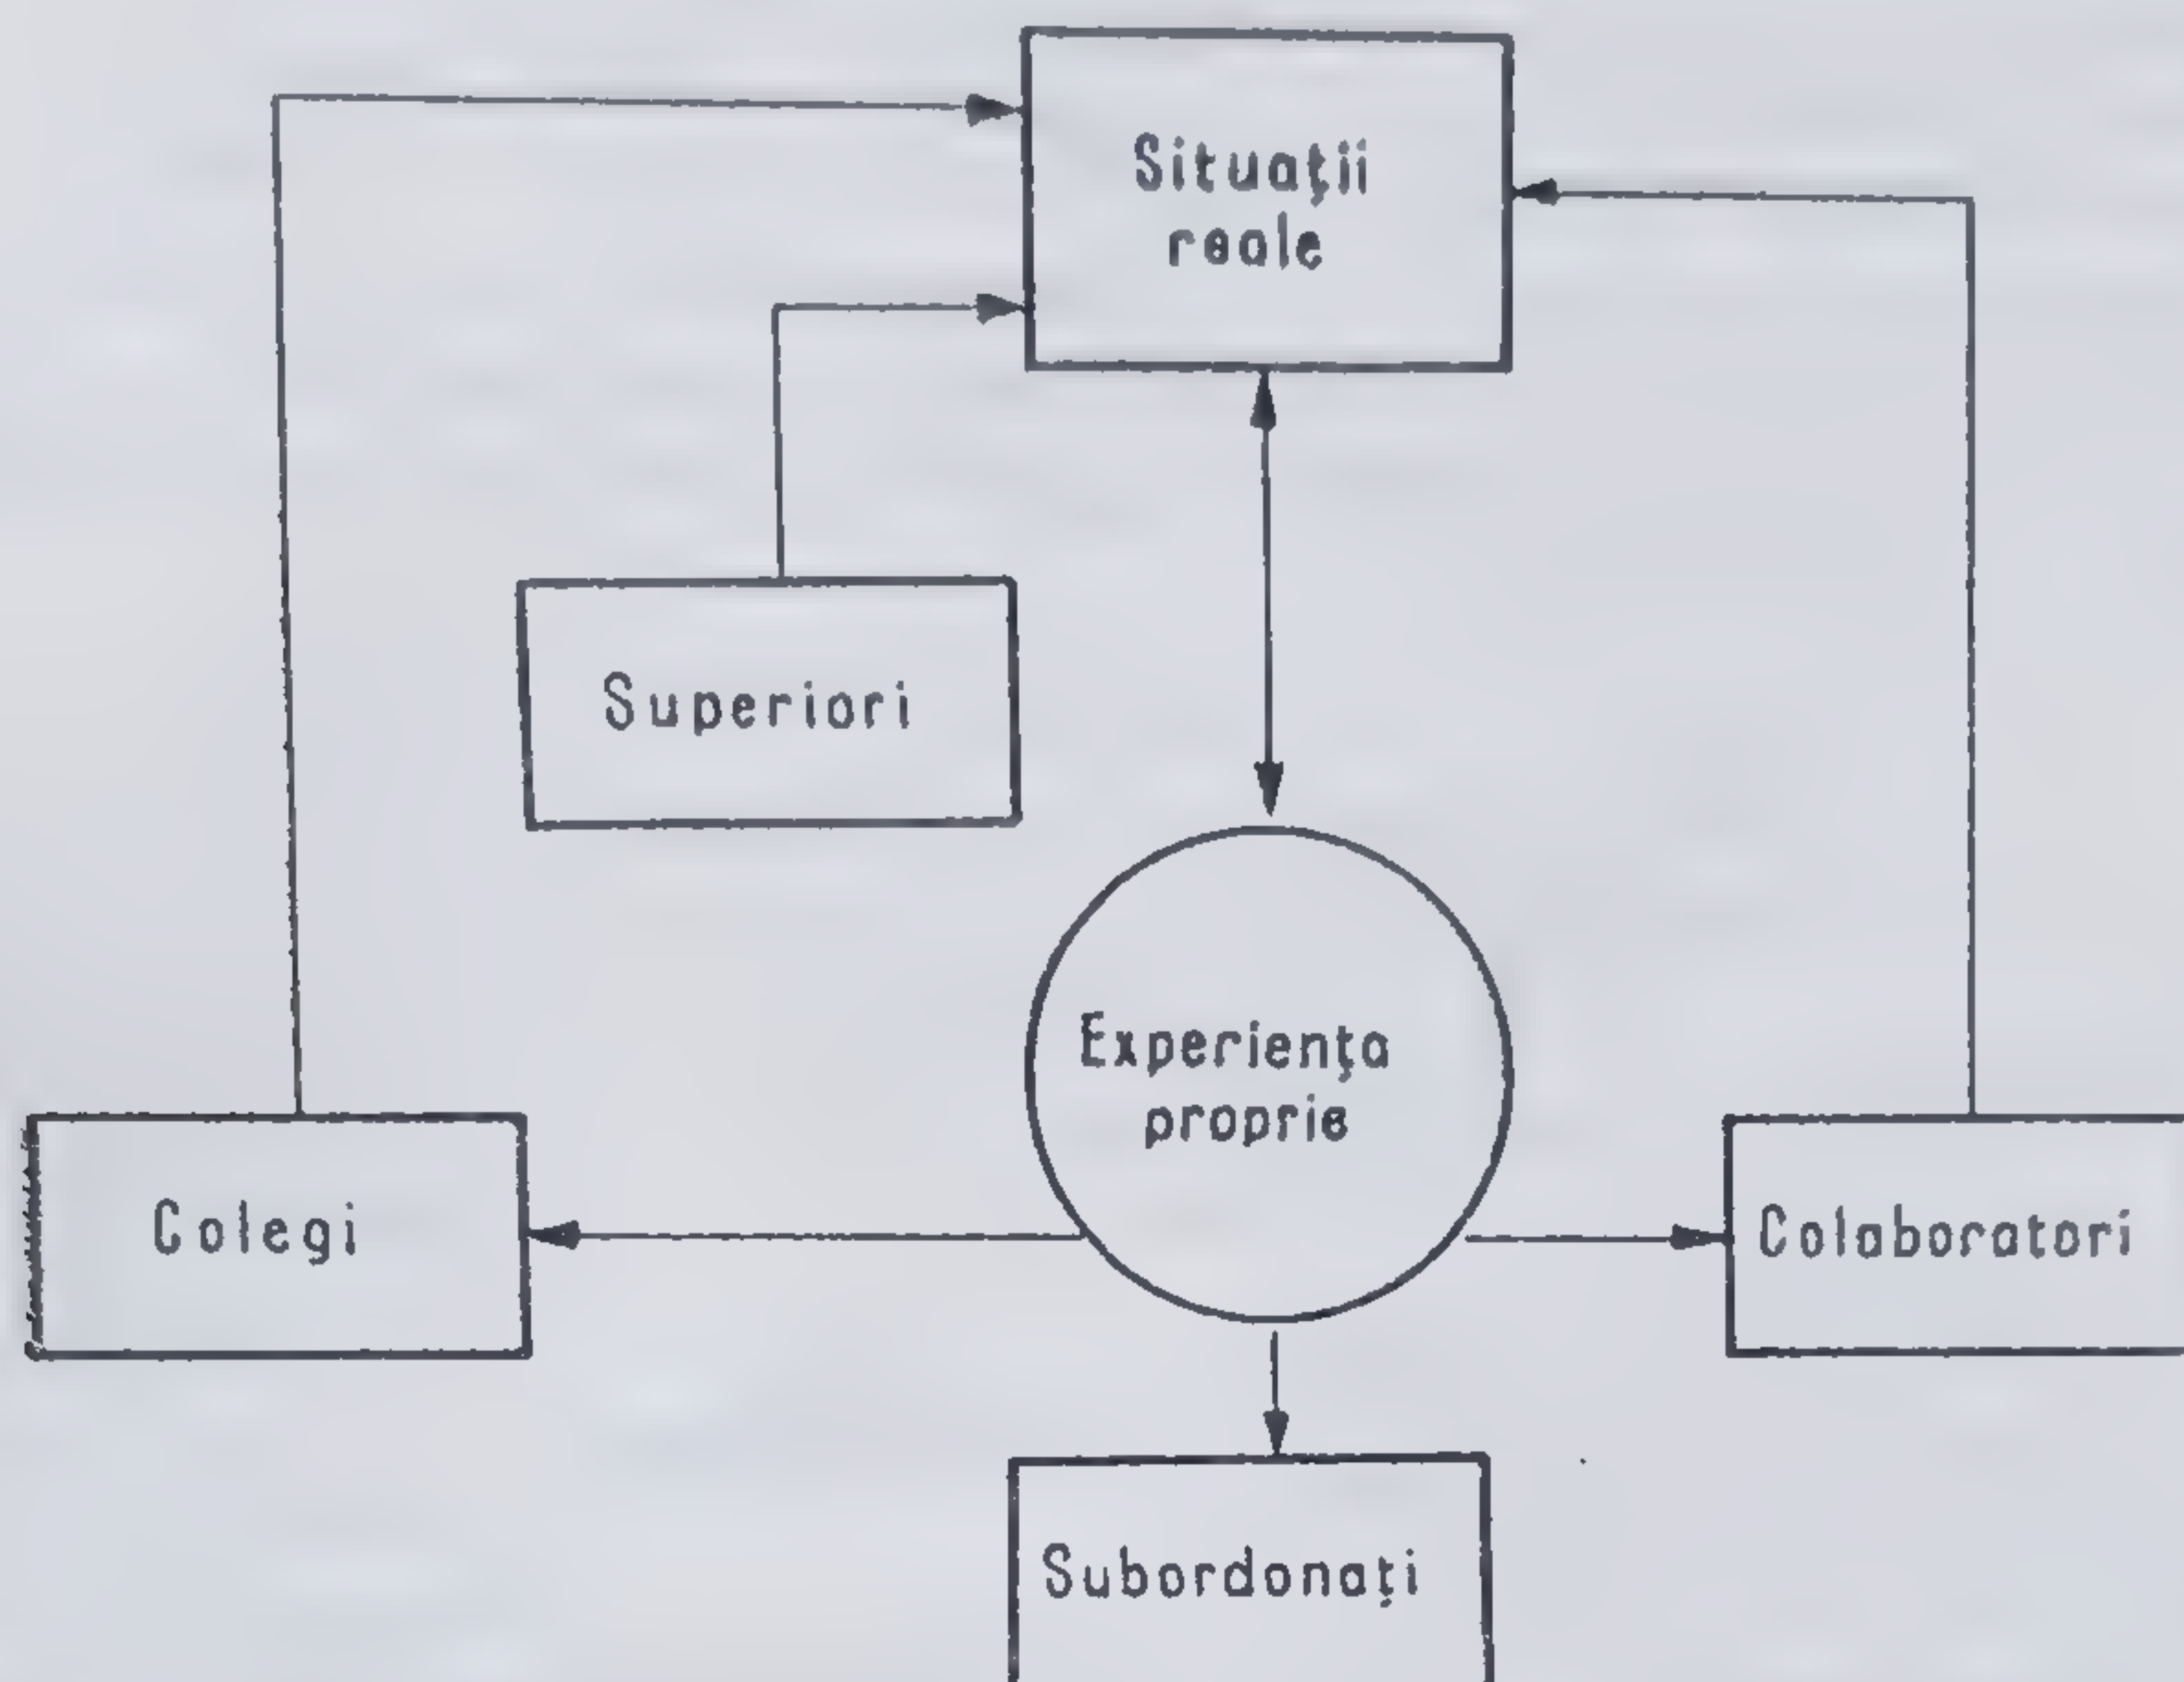 Situaţii
reale
Superiori
Experienţa
proprie
Colegi
Colaboratori
Subordonaţi